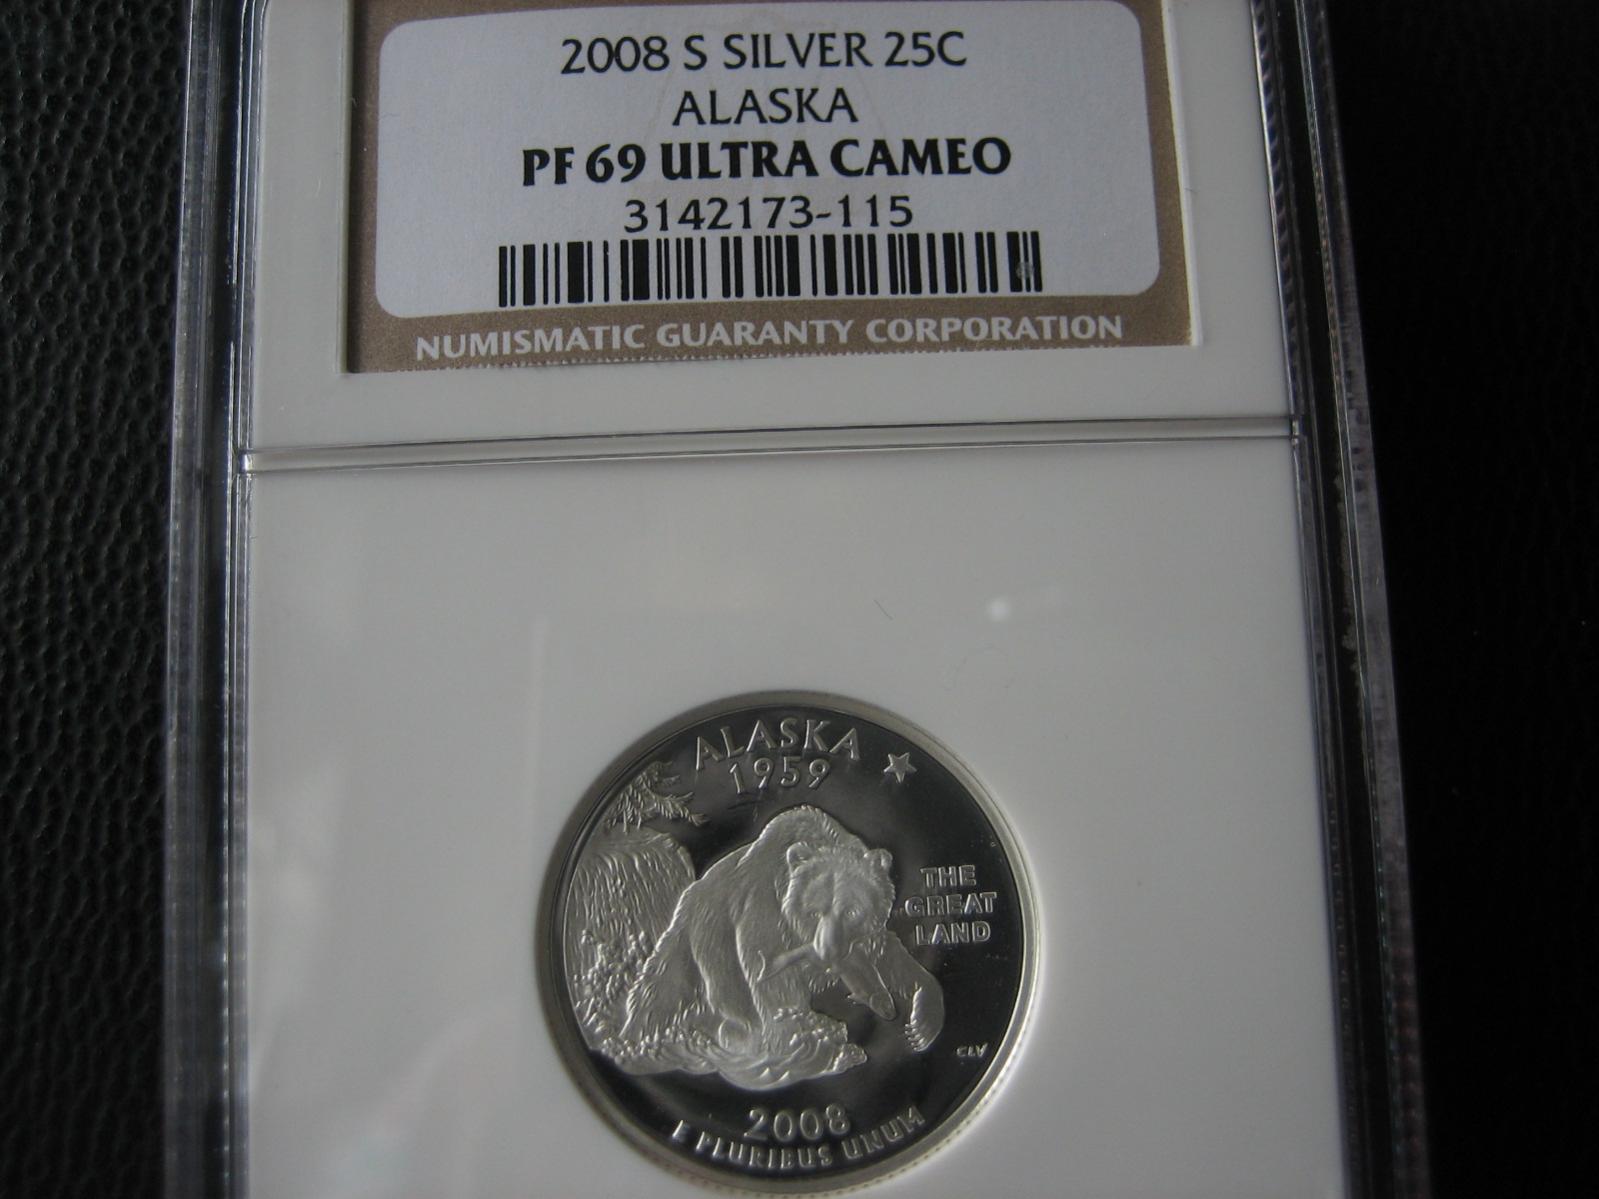 2008 S SILVER 25C
ALASKA
PF 69 ULTRA CAMEO
3142173-115
NUMISMATIC GUARANTY CORPORATION
ALASKA
1959
THE
GREAT
LAND
CLV
2008
E PLURIBUS UNUM